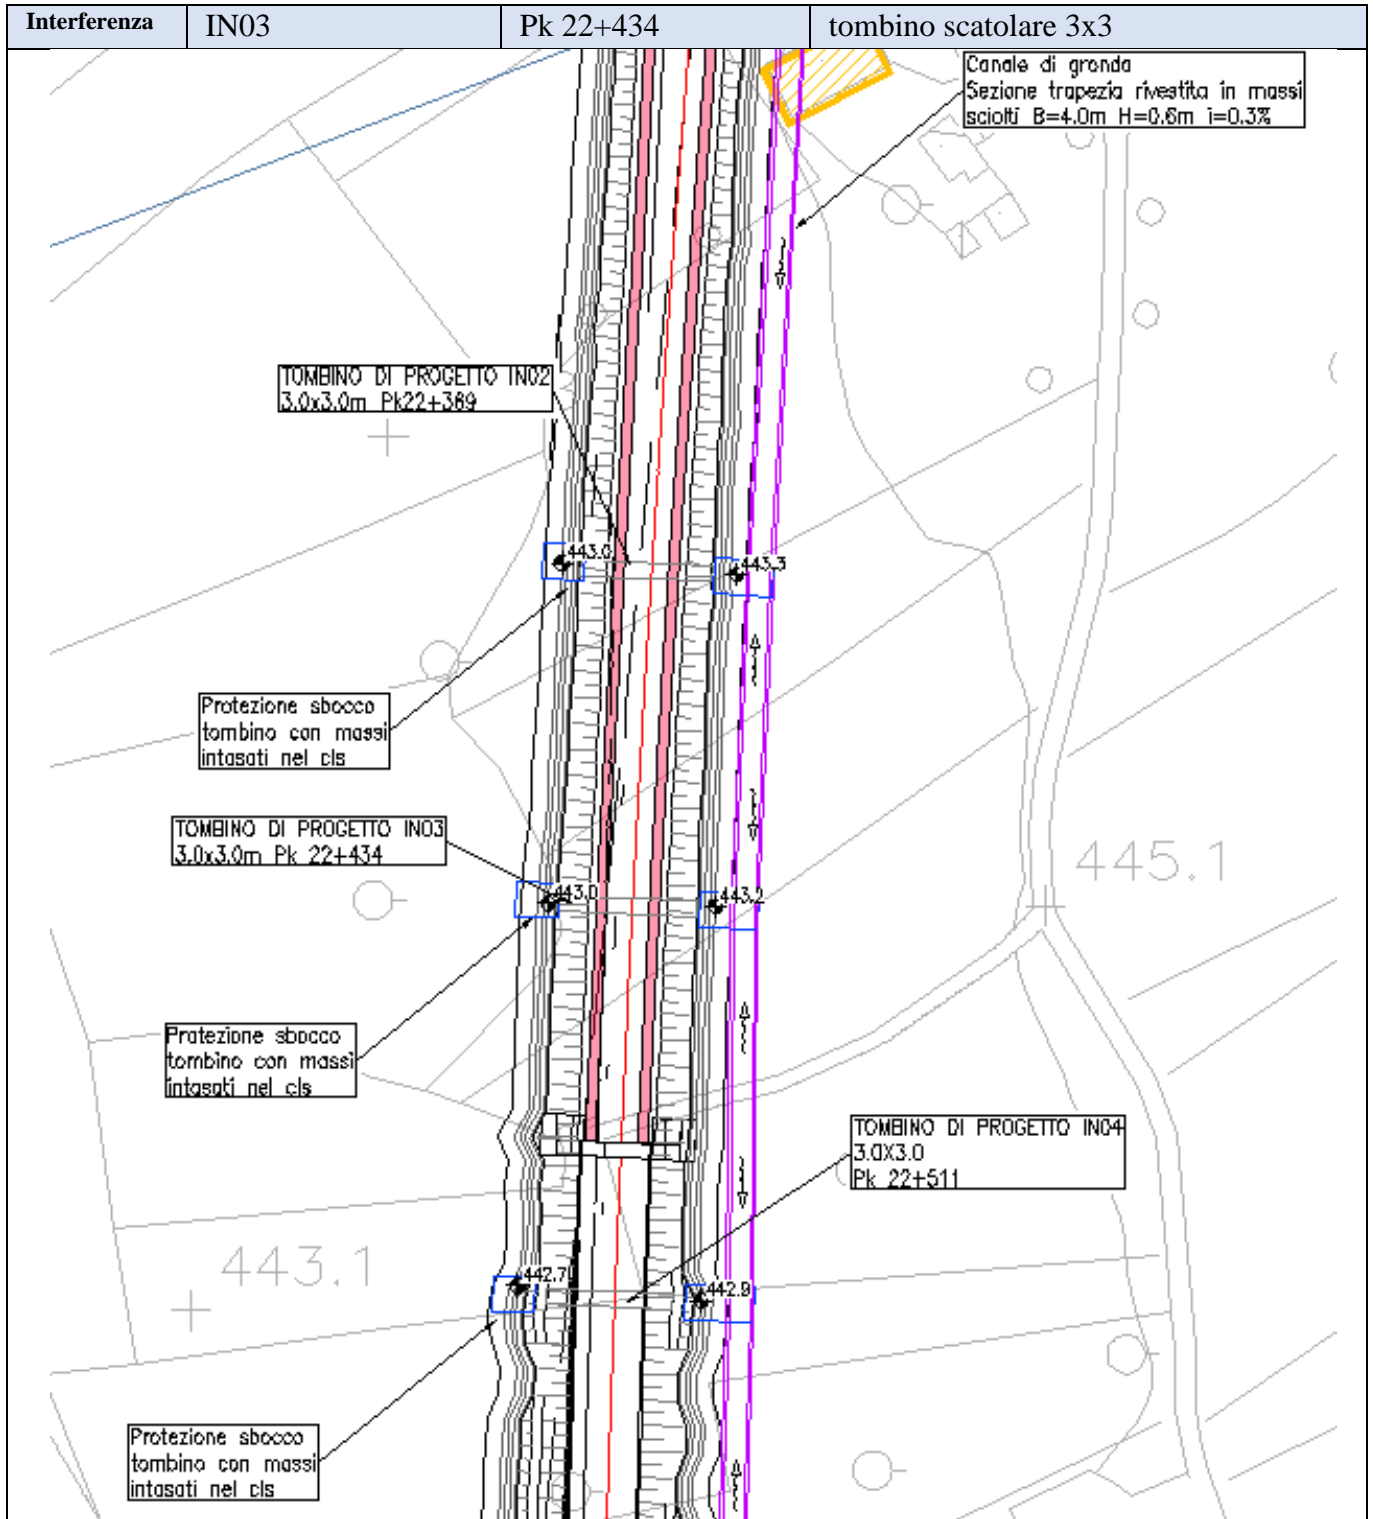 Interferenza IN03 Pk 22+434 tombino scatolare 3x3
Canale di gronda
Sezione trapezia rivestita in massi
sciolti B=4.0m H=0.6m i=0.3%
TOMBINO DI PROGETTO IN02
3.0x3.0m Pk22+389
443.0
443.3
Protezione sbocco
tombino con massi
intasati nel cls
TOMBINO DI PROGETTO IN03
3.0x3.0m Pk 22+434
445.1
443.0
443.2
Protezione sbocco
tombino con massi
intasati nel cls
TOMBINO DI PROGETTO IN04
3.0X3.0
Pk 22+511
443.1
442.7
442.9
Protezione sbocco
tombino con massi
intasati nel cls